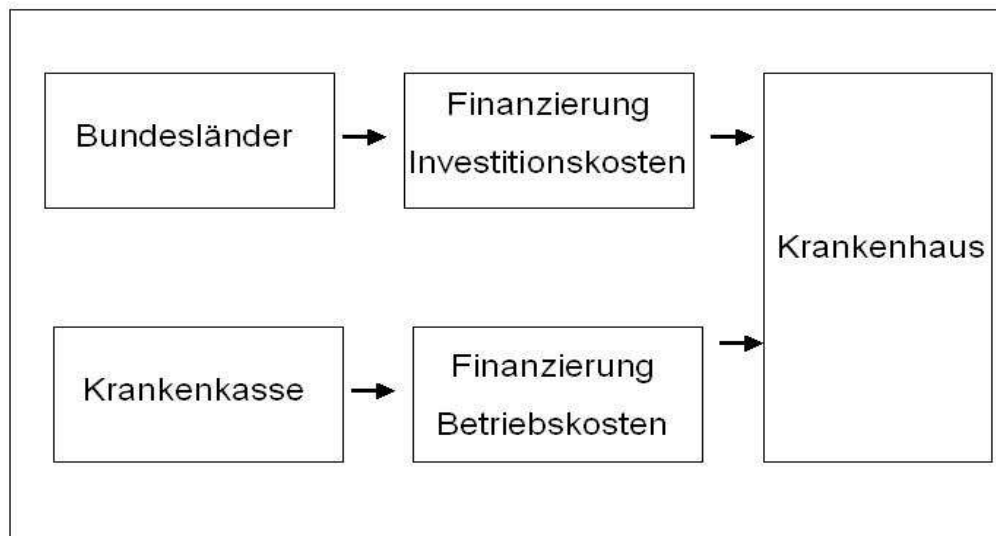 Bundesländer
Finanzierung
Investitionskosten
Krankenhaus
Krankenkasse
Finanzierung
Betriebskosten